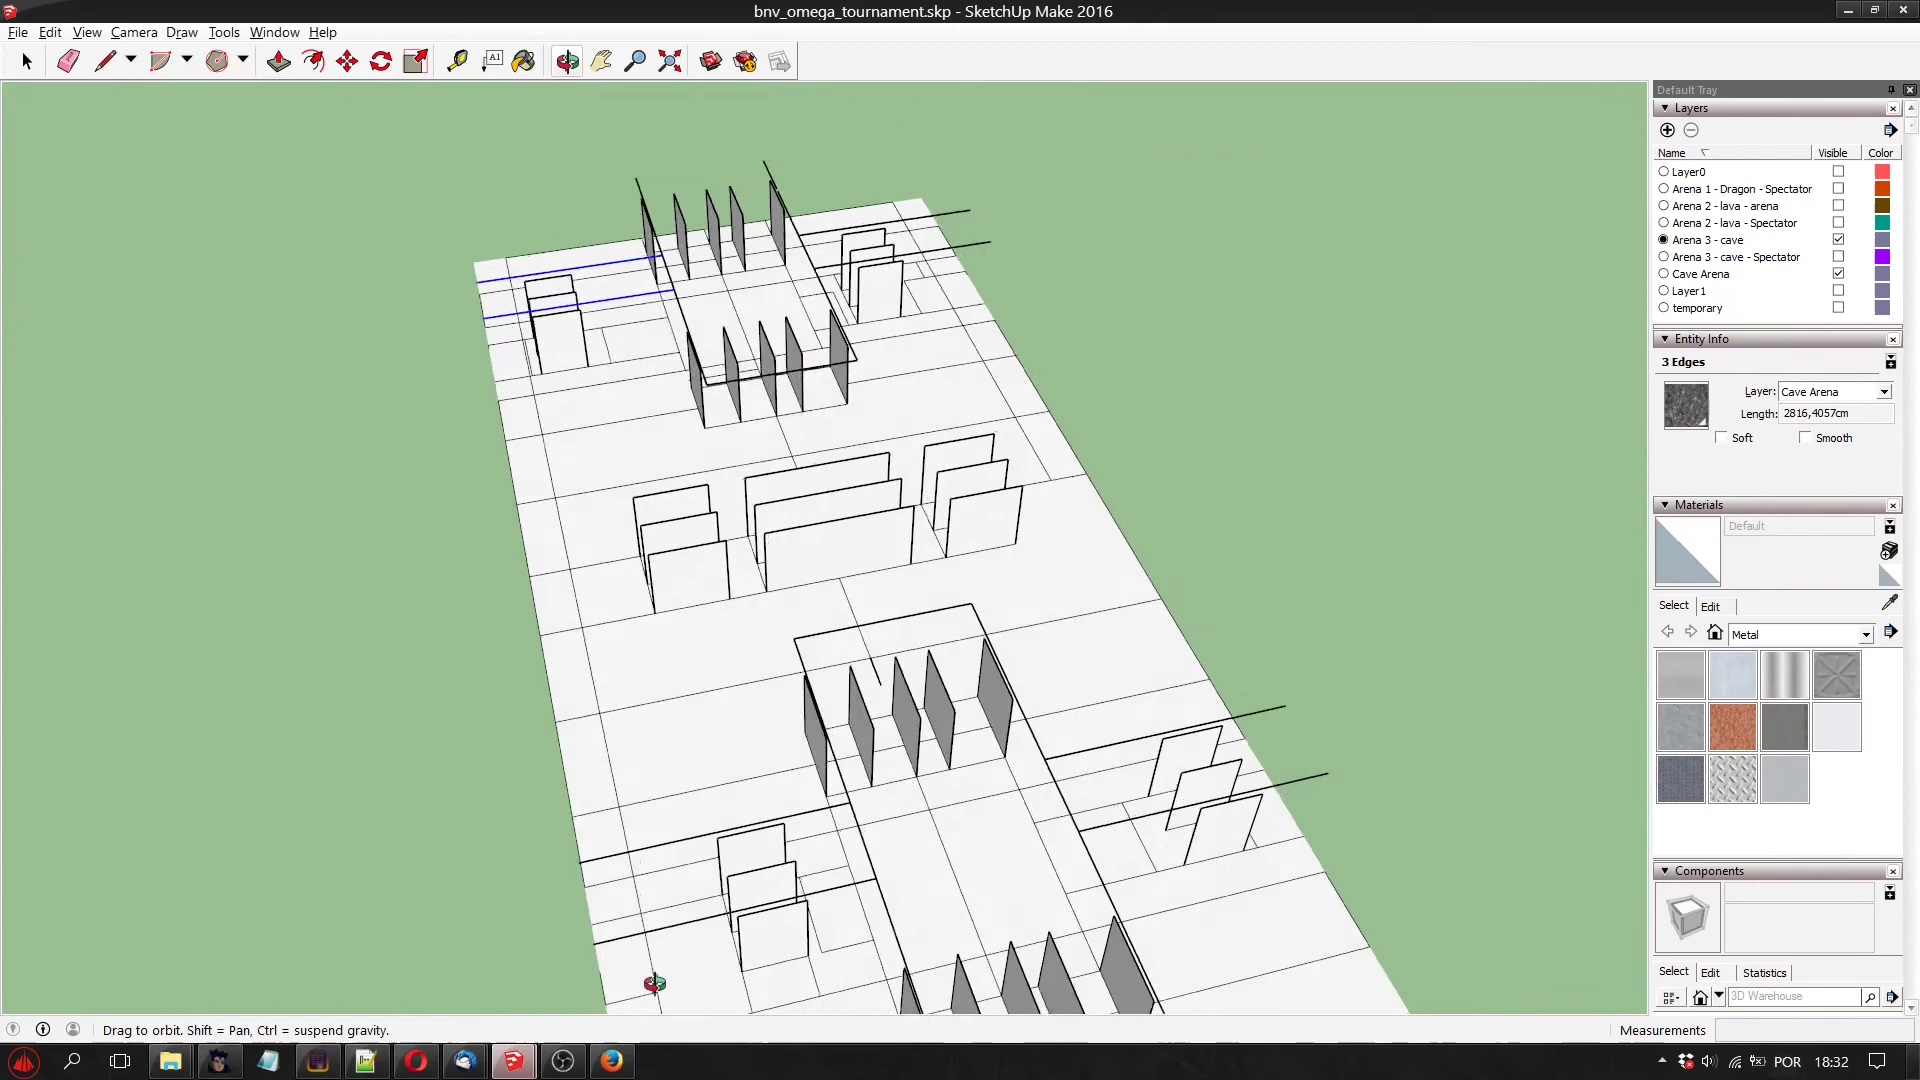 bnv_omega_tournament.skp - SketchUp Make 2016
File Edit View Camera Draw Tools Window Help
A1
Default Tray
Layers
Name Visible Color
Layer0
Arena 1 - Dragon - Spectator
Arena 2 - lava - arena
Arena 2 - lava - Spectator
Arena 3 - cave
Arena 3 - cave - Spectator
Cave Arena
Layer1
temporary
Entity Info
3 Edges
Layer: Cave Arena
Length: 2816,4057cm
Soft Smooth
Materials
Default
Select Edit
Metal
Components
Select Edit Statistics
3D Warehouse
Drag to orbit. Shift = Pan, Ctrl = suspend gravity.
Measurements
POR 18:32